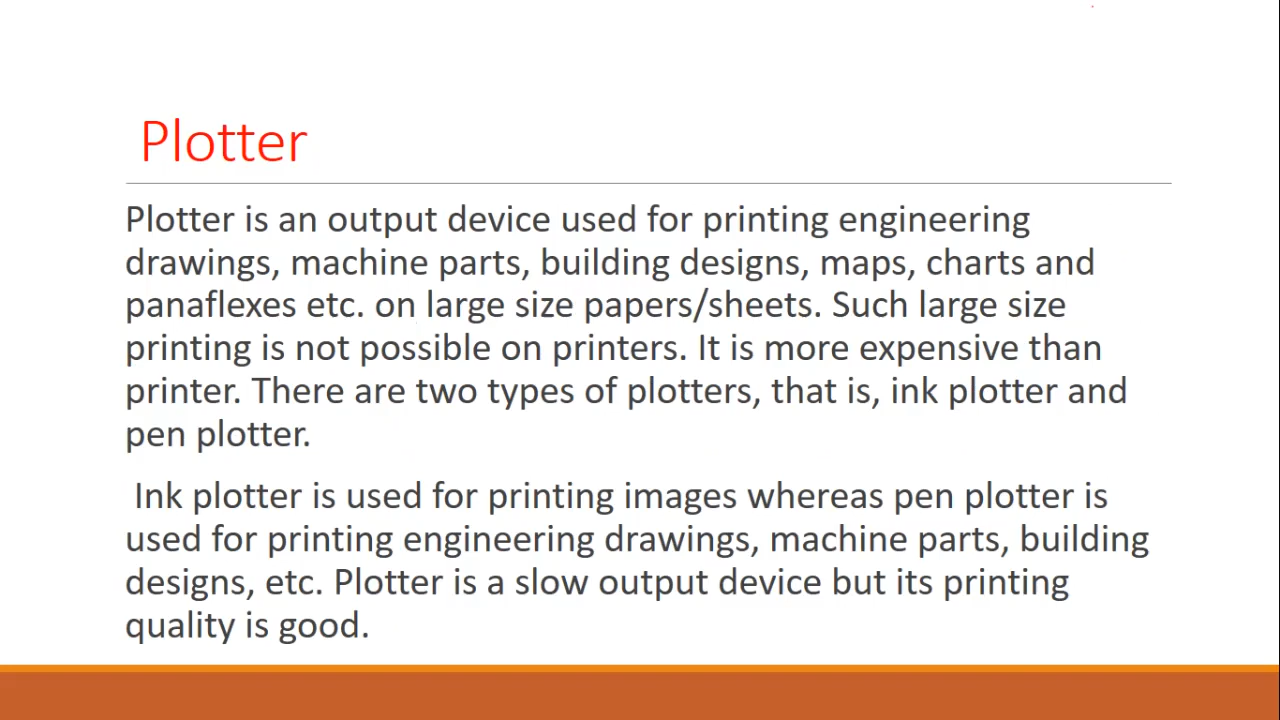 Plotter
Plotter is an output device used for printing engineering
drawings, machine parts, building designs, maps, charts and
panaflexes etc. on large size papers/sheets. Such large size
printing is not possible on printers. It is more expensive than
printer. There are two types of plotters, that is, ink plotter and
pen plotter.
Ink plotter is used for printing images whereas pen plotter is
used for printing engineering drawings, machine parts, building
designs, etc. Plotter is a slow output device but its printing
quality is good.